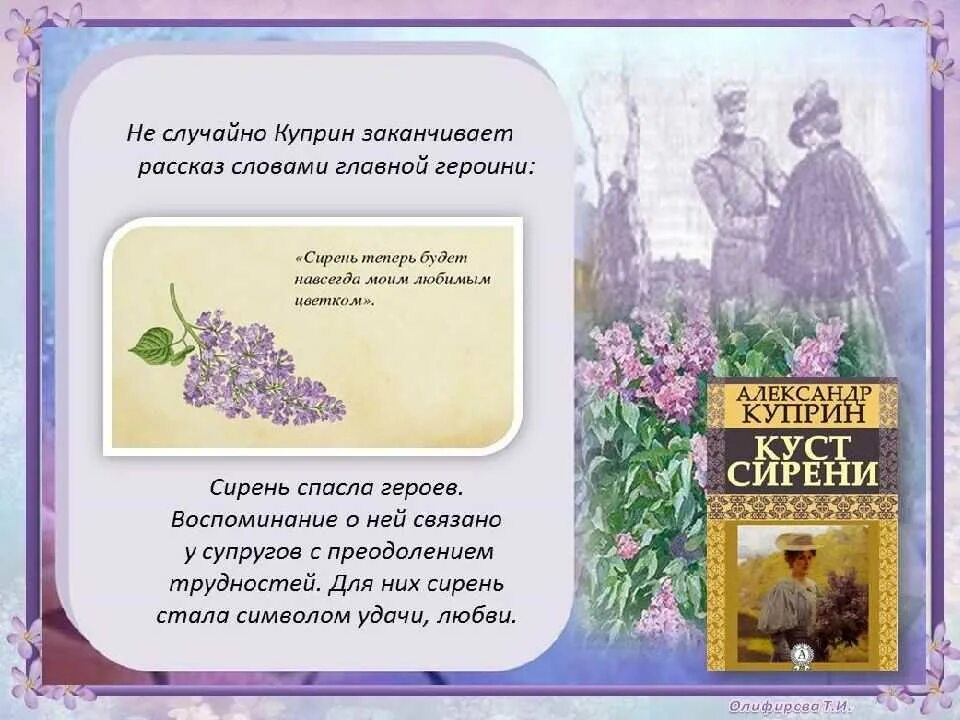 Не случайно Куприн заканчивает
рассказ словами главной героини:
«Сирень теперь будет
навсегда моим любимым
цветком».
Сирень спасла героев.
Воспоминание о ней связано
у супругов с преодолением
трудностей. Для них сирень
стала символом удачи, любви.
АЛЕКСАНДР
КУПРИН
КУСТ
СИРЕНИ
А
Олифирова Т.И.